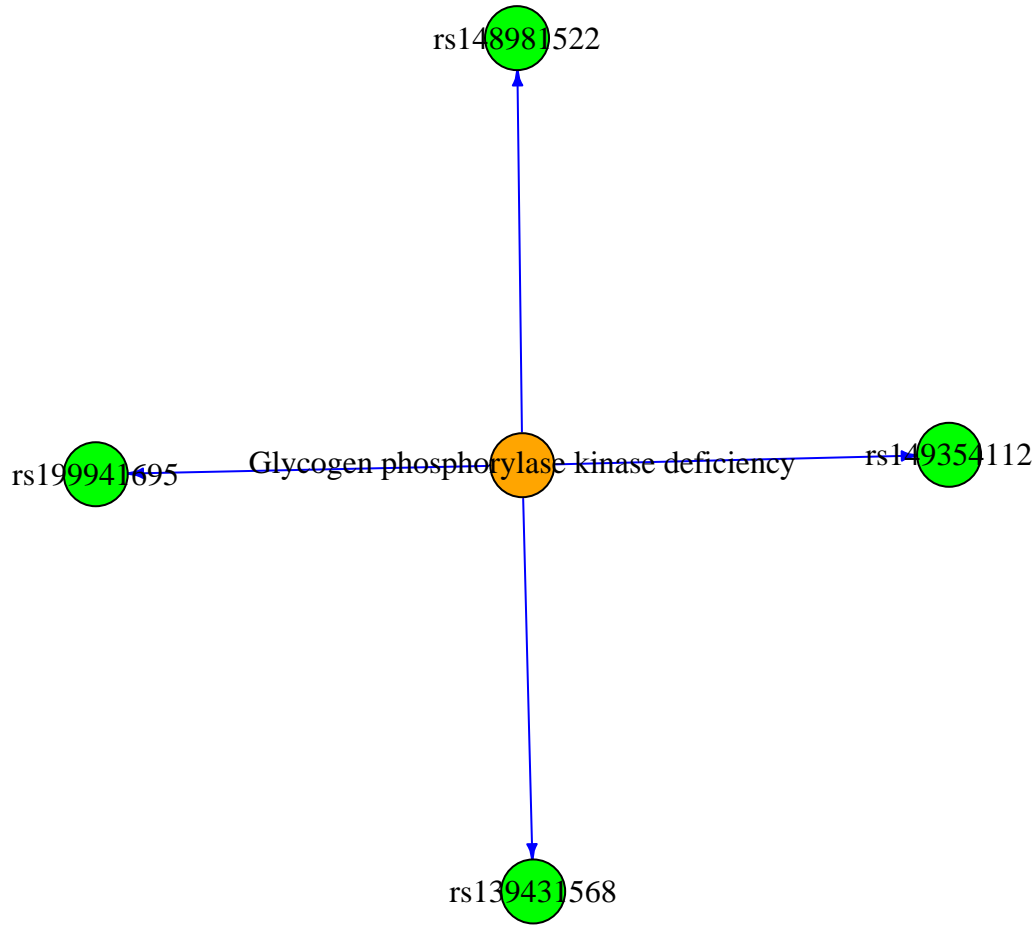 rs148981522
rs199941695
Glycogen phosphorylase kinase deficiency
rs149354112
rs139431568